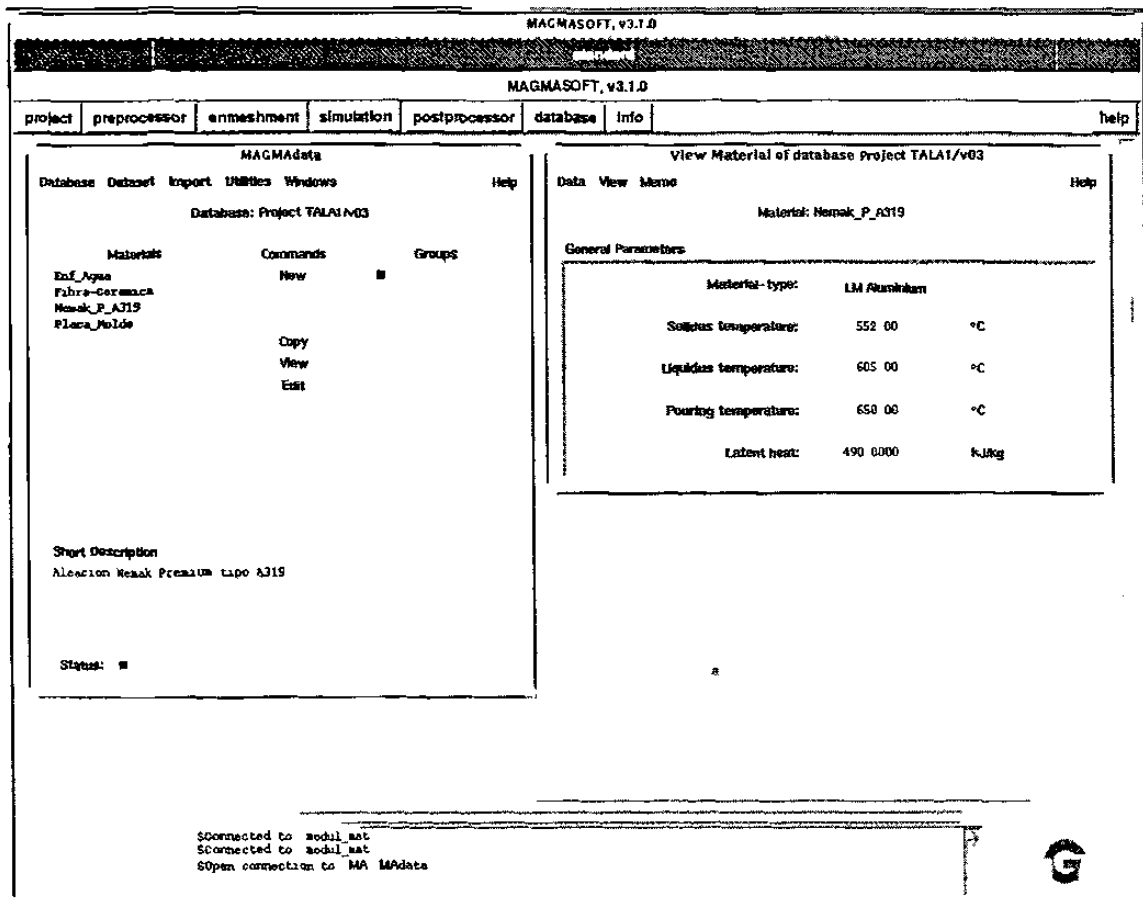 MAGMASOFT, v3.1.0
MAGMASOFT, v3.1.0
project preprocessor enmeshment simulation postprocessor database info help
MAGMAdata
Database Dataset Import Utilities Windows Help
Database: Project TALA1/v03
Materials Commands Groups
Enf_Agua New
Fibra-Ceramica
Nemak_P_A319
Placa_Molde
Copy
View
Edit
Short Description
Aleacion Nemak Premium tipo A319
Status:
View Material of database Project TALA1/v03
Data View Memo Help
Material: Nemak_P_A319
General Parameters
Material-type: LM Aluminium
Solidus temperature: 552 00 °C
Liquidus temperature: 605 00 °C
Pouring temperature: 650 00 °C
Latent heat: 490 0000 kJ/kg
$Connected to modul_mat
$Connected to modul_mat
$Open connection to MA MAdata
G